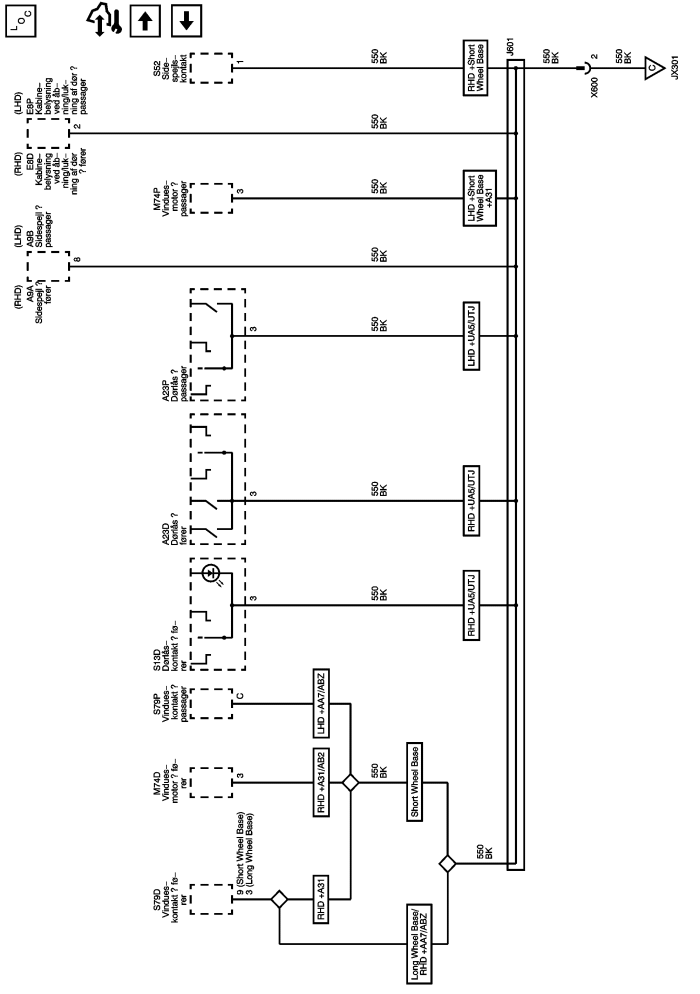 L O C
S52
Side-
spejls-
kontakt
1
550
BK
RHD +Short
Wheel Base
J601
550
BK
2
X600
550
BK
C
JX301
(LHD)
E8P
Kabine-
belysning
ved åb-
ning/luk-
ning af dør ?
passager
(RHD)
E8D
Kabine-
belysning
ved åb-
ning/luk-
ning af dør
? fører
2
550
BK
M74P
Vindues-
motor ?
passager
3
550
BK
LHD +Short
Wheel Base
+A31
(LHD)
A9B
Sidespejl ?
passager
(RHD)
A9A
Sidespejl ?
fører
8
550
BK
A23P
Dørlås ?
passager
3
550
BK
LHD +UA5/UTJ
A23D
Dørlås ?
fører
3
550
BK
RHD +UA5/UTJ
S13D
Dørlås-
kontakt ? fø-
rer
3
550
BK
RHD +UA5/UTJ
S79P
Vindues-
kontakt ?
passager
C
LHD +AA7/ABZ
M74D
Vindues-
motor ? fø-
rer
3
RHD +A31/AB2
550
BK
Short Wheel Base
S79D
Vindues-
kontakt ? fø-
rer
9 (Short Wheel Base)
3 (Long Wheel Base)
RHD +A31
Long Wheel Base/
RHD +AA7/ABZ
550
BK